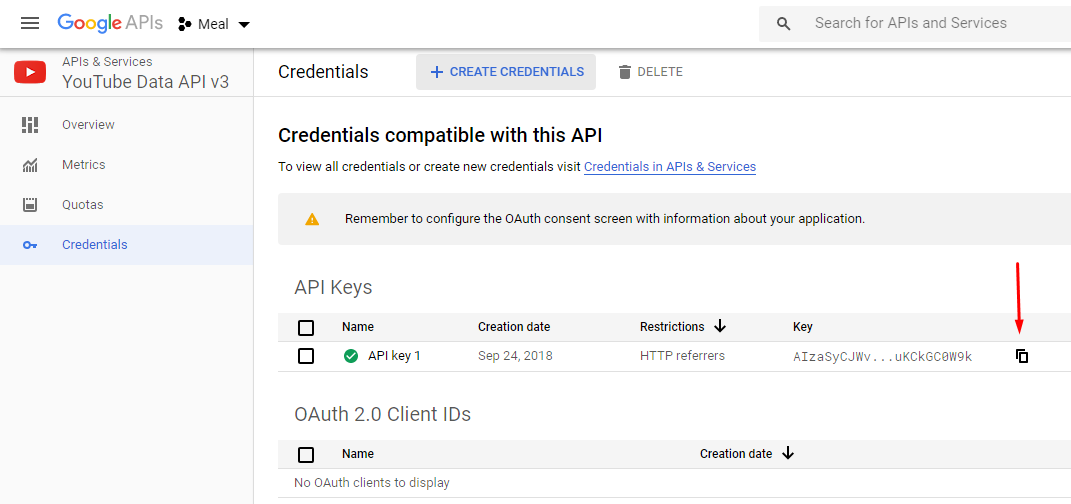 Google APIs Meal Search for APIs and Services
APIs & Services
YouTube Data API v3
Credentials CREATE CREDENTIALS DELETE
Overview
Metrics
Quotas
Credentials
Credentials compatible with this API
To view all credentials or create new credentials visit Credentials in APIs & Services
Remember to configure the OAuth consent screen with information about your application.
API Keys
Name Creation date Restrictions Key
API key 1 Sep 24, 2018 HTTP referrers AIzaSyCJWv...uKCkGC0W9k
OAuth 2.0 Client IDs
Name Creation date
No OAuth clients to display